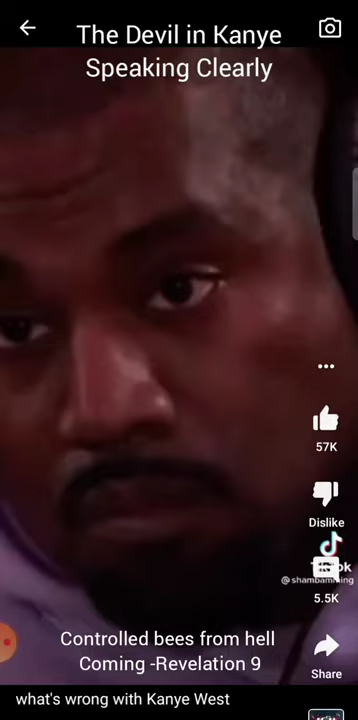 The Devil in Kanye
Speaking Clearly
57K
Dislike
@shambamming
5.5K
Controlled bees from hell
Coming -Revelation 9
Share
what's wrong with Kanye West